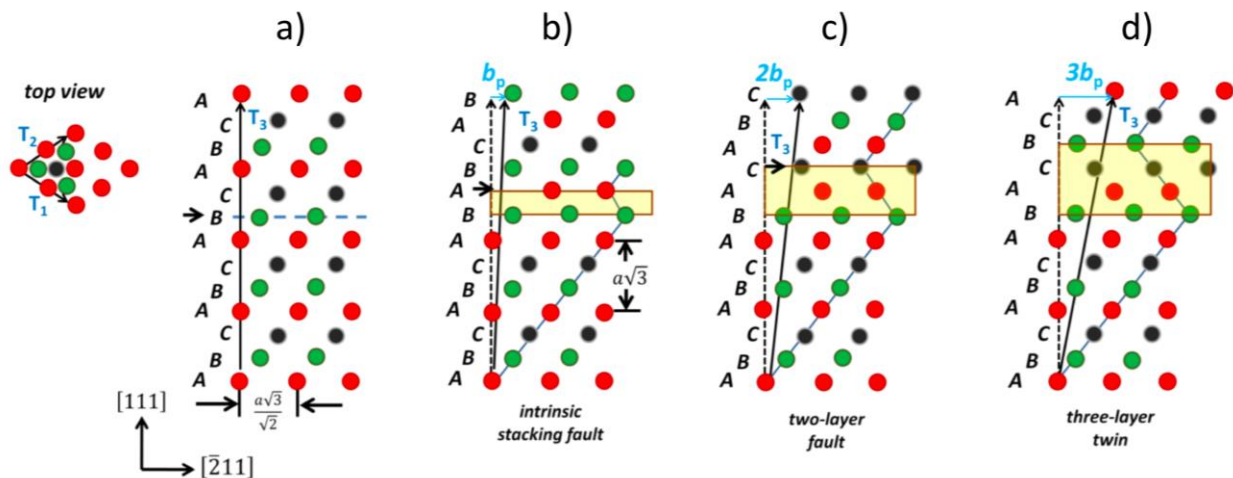 a)
b)
c)
d)
top view
T₂
T₁
A
C
B
A
C
B
A
C
B
A
C
B
A
T₃
a√3
√2
[111]
[2̄11]
bₚ
B
A
C
B
A
B
A
C
B
A
C
B
A
T₃
a√3
intrinsic
stacking fault
2bₚ
C
B
A
C
A
B
A
C
B
A
C
B
A
T₃
two-layer
fault
3bₚ
A
C
B
C
A
B
A
C
B
A
C
B
A
T₃
three-layer
twin